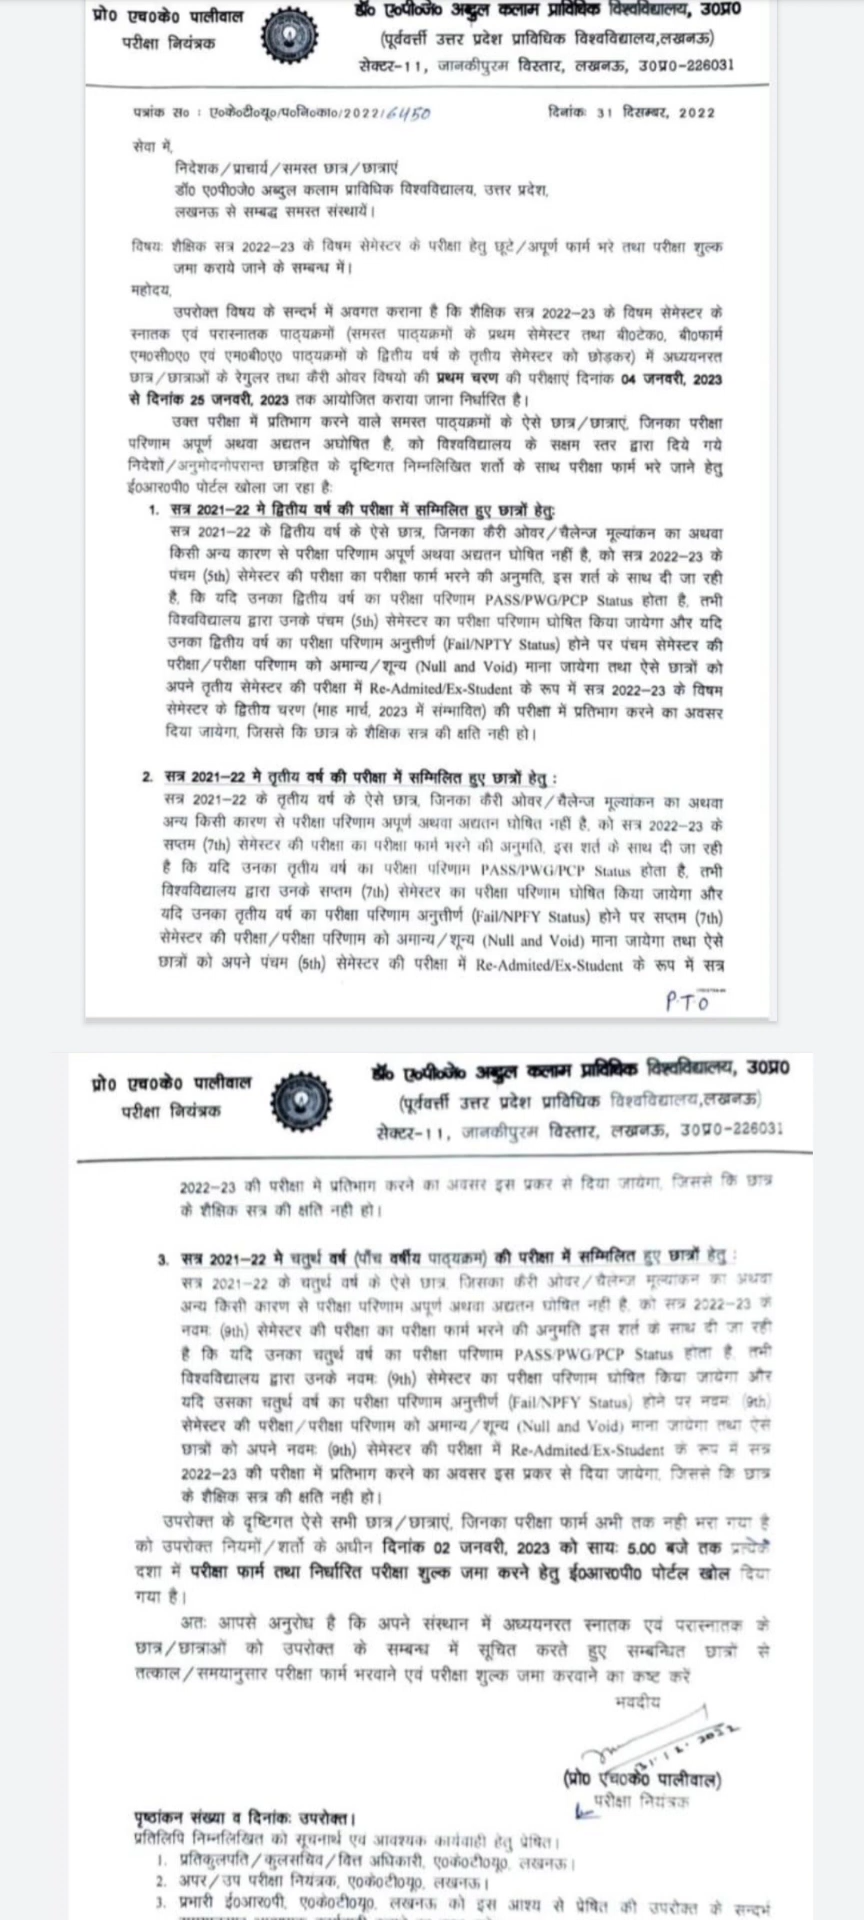 प्रो० एच०के० पालीवाल
परीक्षा नियंत्रक
डॉ० ए०पी०जे० अब्दुल कलाम प्राविधिक विश्वविद्यालय, उ०प्र०
(पूर्ववर्ती उत्तर प्रदेश प्राविधिक विश्वविद्यालय,लखनऊ)
सेक्टर-11, जानकीपुरम विस्तार, लखनऊ, उ०प्र०-226031
पत्रांक स० : ए०के०टी०यू०/प०नि०का०/2022/6450
दिनांकः 31 दिसम्बर, 2022
सेवा में,
निदेशक/प्राचार्य/समस्त छात्र/छात्राएं
डॉ० ए०पी०जे० अब्दुल कलाम प्राविधिक विश्वविद्यालय, उत्तर प्रदेश,
लखनऊ से सम्बद्ध समस्त संस्थायें।
विषयः शैक्षिक सत्र 2022-23 के विषम सेमेस्टर के परीक्षा हेतु छूटे/अपूर्ण फार्म भरे तथा परीक्षा शुल्क
जमा कराये जाने के सम्बन्ध में।
महोदय,
उपरोक्त विषय के सन्दर्भ में अवगत कराना है कि शैक्षिक सत्र 2022-23 के विषम सेमेस्टर के
स्नातक एवं परास्नातक पाठ्यक्रमों (समस्त पाठ्यक्रमों के प्रथम सेमेस्टर तथा बी०टेक०, बी०फार्म
एम०सी०ए० एवं एम०बी०ए० पाठ्यक्रमों के द्वितीय वर्ष के तृतीय सेमेस्टर को छोडकर) में अध्ययनरत
छात्र/छात्राओं के रेगुलर तथा कैरी ओवर विषयो की प्रथम चरण की परीक्षाएं दिनांक 04 जनवरी, 2023
से दिनांक 25 जनवरी, 2023 तक आयोजित कराया जाना निर्धारित है।
उक्त परीक्षा में प्रतिभाग करने वाले समस्त पाठ्यक्रमों के ऐसे छात्र/छात्राएं, जिनका परीक्षा
परिणाम अपूर्ण अथवा अद्यतन अघोषित है, को विश्वविद्यालय के सक्षम स्तर द्वारा दिये गये
निर्देशों/अनुमोदनोपरान्त छात्रहित के दृष्टिगत निम्नलिखित शर्तो के साथ परीक्षा फार्म भरे जाने हेतु
ई०आर०पी० पोर्टल खोला जा रहा हैः
1. सत्र 2021-22 मे द्वितीय वर्ष की परीक्षा में सम्मिलित हुए छात्रों हेतुः
सत्र 2021-22 के द्वितीय वर्ष के ऐसे छात्र, जिनका कैरी ओवर/चैलेन्ज मूल्यांकन का अथवा
किसी अन्य कारण से परीक्षा परिणाम अपूर्ण अथवा अद्यतन घोषित नहीं है, को सत्र 2022-23 के
पंचम (5th) सेमेस्टर की परीक्षा का परीक्षा फार्म भरने की अनुमति, इस शर्त के साथ दी जा रही
है, कि यदि उनका द्वितीय वर्ष का परीक्षा परिणाम PASS/PWG/PCP Status होता है, तभी
विश्वविद्यालय द्वारा उनके पंचम (5th) सेमेस्टर का परीक्षा परिणाम घोषित किया जायेगा और यदि
उनका द्वितीय वर्ष का परीक्षा परिणाम अनुत्तीर्ण (Fail/NPTY Status) होने पर पंचम सेमेस्टर की
परीक्षा/परीक्षा परिणाम को अमान्य/शून्य (Null and Void) माना जायेगा तथा ऐसे छात्रों को
अपने तृतीय सेमेस्टर की परीक्षा में Re-Admited/Ex-Student के रूप में सत्र 2022-23 के विषम
सेमेस्टर के द्वितीय चरण (माह मार्च, 2023 में संम्भावित) की परीक्षा में प्रतिभाग करने का अवसर
दिया जायेगा, जिससे कि छात्र के शैक्षिक सत्र की क्षति नही हो।
2. सत्र 2021-22 मे तृतीय वर्ष की परीक्षा में सम्मिलित हुए छात्रों हेतु :
सत्र 2021-22 के तृतीय वर्ष के ऐसे छात्र, जिनका कैरी ओवर/चैलेन्ज मूल्यांकन का अथवा
अन्य किसी कारण से परीक्षा परिणाम अपूर्ण अथवा अद्यतन घोषित नहीं है, को सत्र 2022-23 के
सप्तम (7th) सेमेस्टर की परीक्षा का परीक्षा फार्म भरने की अनुमति, इस शर्त के साथ दी जा रही
है कि यदि उनका तृतीय वर्ष का परीक्षा परिणाम PASS/PWG/PCP Status होता है, तभी
विश्वविद्यालय द्वारा उनके सप्तम (7th) सेमेस्टर का परीक्षा परिणाम घोषित किया जायेगा और
यदि उनका तृतीय वर्ष का परीक्षा परिणाम अनुत्तीर्ण (Fail/NPFY Status) होने पर सप्तम (7th)
सेमेस्टर की परीक्षा/परीक्षा परिणाम को अमान्य/शून्य (Null and Void) माना जायेगा तथा ऐसे
छात्रों को अपने पंचम (5th) सेमेस्टर की परीक्षा में Re-Admited/Ex-Student के रूप में सत्र
P.T.O
प्रो० एच०के० पालीवाल
परीक्षा नियंत्रक
डॉ० ए०पी०जे० अब्दुल कलाम प्राविधिक विश्वविद्यालय, उ०प्र०
(पूर्ववर्ती उत्तर प्रदेश प्राविधिक विश्वविद्यालय,लखनऊ)
सेक्टर-11, जानकीपुरम विस्तार, लखनऊ, उ०प्र०-226031
2022-23 की परीक्षा मे प्रतिभाग करने का अवसर इस प्रकर से दिया जायेगा, जिससे कि छात्र
के शैक्षिक सत्र की क्षति नही हो।
3. सत्र 2021-22 मे चतुर्थ वर्ष (पाँच वर्षीय पाठ्यक्रम) की परीक्षा में सम्मिलित हुए छात्रों हेतु :
सत्र 2021-22 के चतुर्थ वर्ष के ऐसे छात्र, जिसका कैरी ओवर/चैलेन्ज मूल्यांकन का अथवा
अन्य किसी कारण से परीक्षा परिणाम अपूर्ण अथवा अद्यतन घोषित नही है, को सत्र 2022-23 के
नवमः (9th) सेमेस्टर की परीक्षा का परीक्षा फार्म भरने की अनुमति इस शर्त के साथ दी जा रही
है कि यदि उनका चतुर्थ वर्ष का परीक्षा परिणाम PASS/PWG/PCP Status होता है, तभी
विश्वविद्यालय द्वारा उनके नवमः (9th) सेमेस्टर का परीक्षा परिणाम घोषित किया जायेगा और
यदि उसका चतुर्थ वर्ष का परीक्षा परिणाम अनुत्तीर्ण (Fail/NPFY Status) होने पर नवमः (9th)
सेमेस्टर की परीक्षा/परीक्षा परिणाम को अमान्य/शून्य (Null and Void) माना जायेगा तथा ऐसे
छात्रों को अपने नवमः (9th) सेमेस्टर की परीक्षा में Re-Admited/Ex-Student के रूप में सत्र
2022-23 की परीक्षा में प्रतिभाग करने का अवसर इस प्रकर से दिया जायेगा, जिससे कि छात्र
के शैक्षिक सत्र की क्षति नही हो।
उपरोक्त के दृष्टिगत ऐसे सभी छात्र/छात्राएं, जिनका परीक्षा फार्म अभी तक नही भरा गया है
को उपरोक्त नियमों/शर्तो के अधीन दिनांक 02 जनवरी, 2023 को सायः 5.00 बजे तक प्रत्येक
दशा में परीक्षा फार्म तथा निर्धारित परीक्षा शुल्क जमा करने हेतु ई०आर०पी० पोर्टल खोल दिया
गया है।
अतः आपसे अनुरोध है कि अपने संस्थान में अध्ययनरत स्नातक एवं परास्नातक के
छात्र/छात्राओं को उपरोक्त के सम्बन्ध में सूचित करते हुए सम्बन्धित छात्रों से
तत्काल/समयानुसार परीक्षा फार्म भरवाने एवं परीक्षा शुल्क जमा करवाने का कष्ट करें
भवदीय
31.12.2022
(प्रो० एच०के० पालीवाल)
परीक्षा नियंत्रक
पृष्ठांकन संख्या व दिनांकः उपरोक्त।
प्रतिलिपि निम्नलिखित को सूचनार्थ एवं आवश्यक कार्यवाही हेतु प्रेषित।
1. प्रतिकुलपति/कुलसचिव/वित्त अधिकारी, ए०के०टी०यू०, लखनऊ।
2. अपर/उप परीक्षा नियंत्रक, ए०के०टी०यू०, लखनऊ।
3. प्रभारी ई०आर०पी, ए०के०टी०यू०, लखनऊ को इस आशय से प्रेषित की उपरोक्त के सन्दर्भ